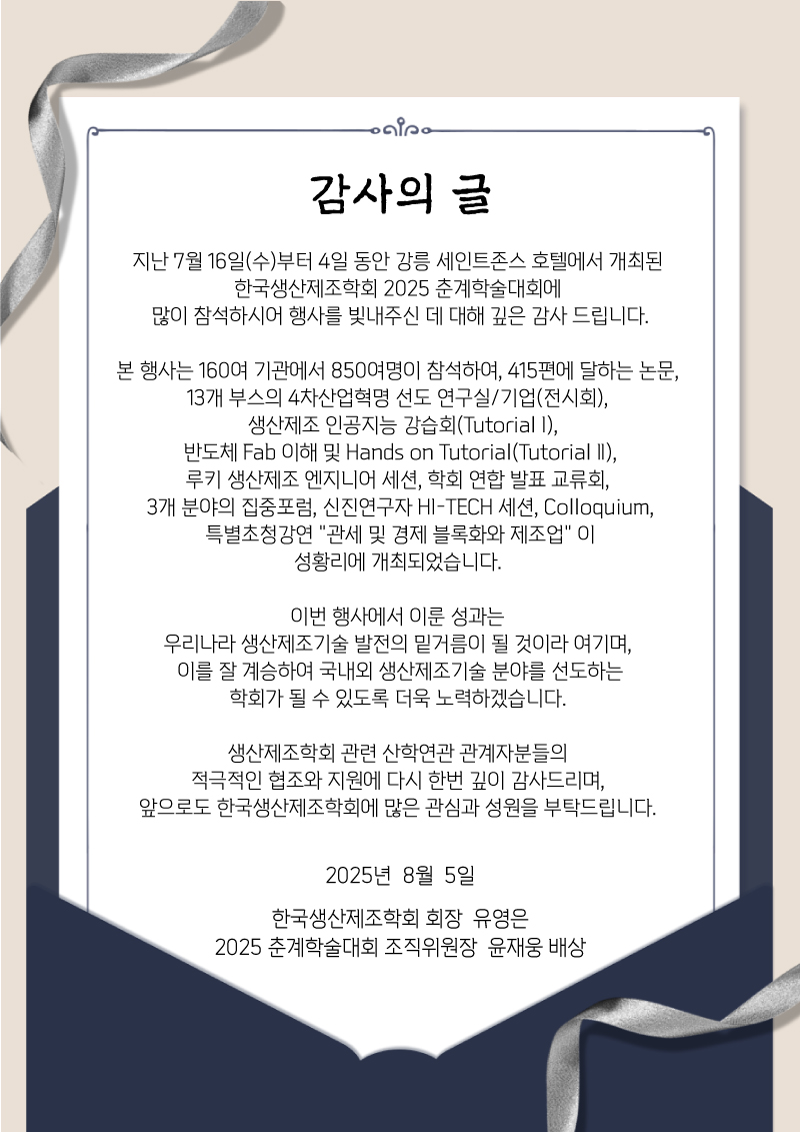 감사의 글
지난 7월 16일(수)부터 4일 동안 강릉 세인트존스 호텔에서 개최된
한국생산제조학회 2025 춘계학술대회에
많이 참석하시어 행사를 빛내주신 데 대해 깊은 감사 드립니다.
본 행사는 160여 기관에서 850여명이 참석하여, 415편에 달하는 논문,
13개 부스의 4차산업혁명 선도 연구실/기업(전시회),
생산제조 인공지능 강습회(Tutorial I),
반도체 Fab 이해 및 Hands on Tutorial(Tutorial II),
루키 생산제조 엔지니어 세션, 학회 연합 발표 교류회,
3개 분야의 집중포럼, 신진연구자 HI-TECH 세션, Colloquium,
특별초청강연 "관세 및 경제 블록화와 제조업" 이
성황리에 개최되었습니다.
이번 행사에서 이룬 성과는
우리나라 생산제조기술 발전의 밑거름이 될 것이라 여기며,
이를 잘 계승하여 국내외 생산제조기술 분야를 선도하는
학회가 될 수 있도록 더욱 노력하겠습니다.
생산제조학회 관련 산학연관 관계자분들의
적극적인 협조와 지원에 다시 한번 깊이 감사드리며,
앞으로도 한국생산제조학회에 많은 관심과 성원을 부탁드립니다.
2025년 8월 5일
한국생산제조학회 회장 유영은
2025 춘계학술대회 조직위원장 윤재웅 배상